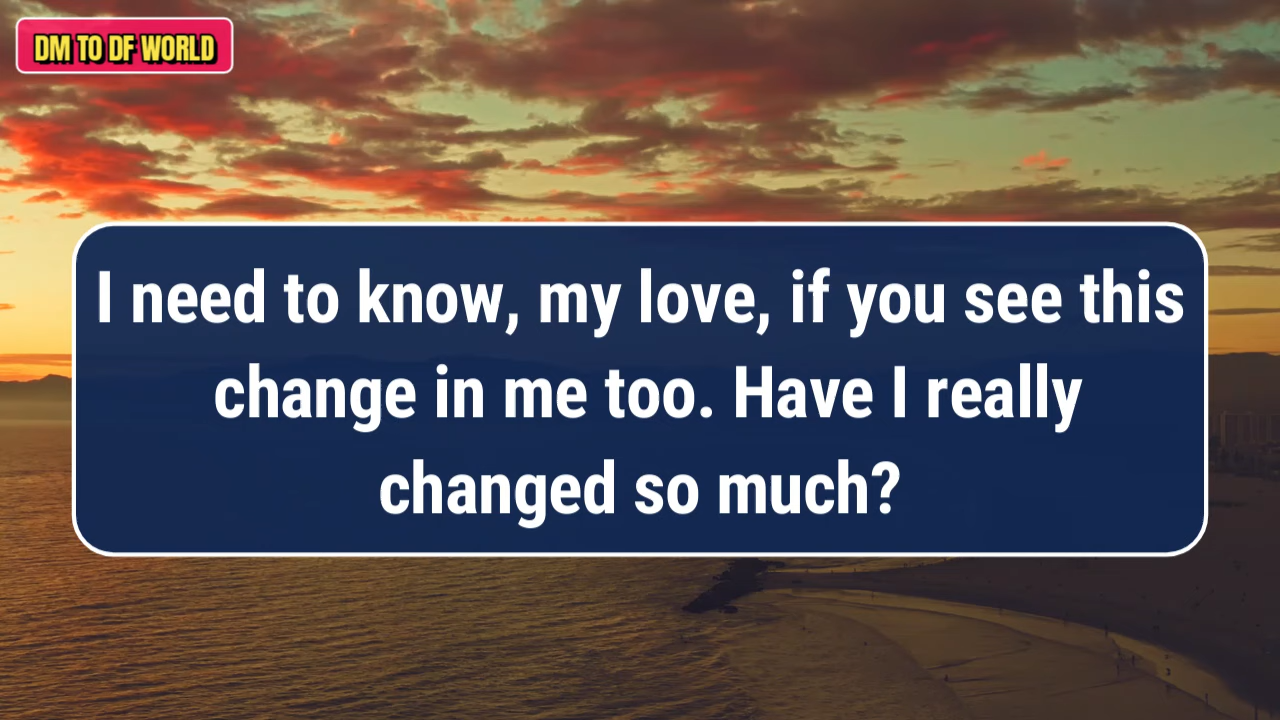 DM TO DF WORLD
I need to know, my love, if you see this
change in me too. Have I really
changed so much?